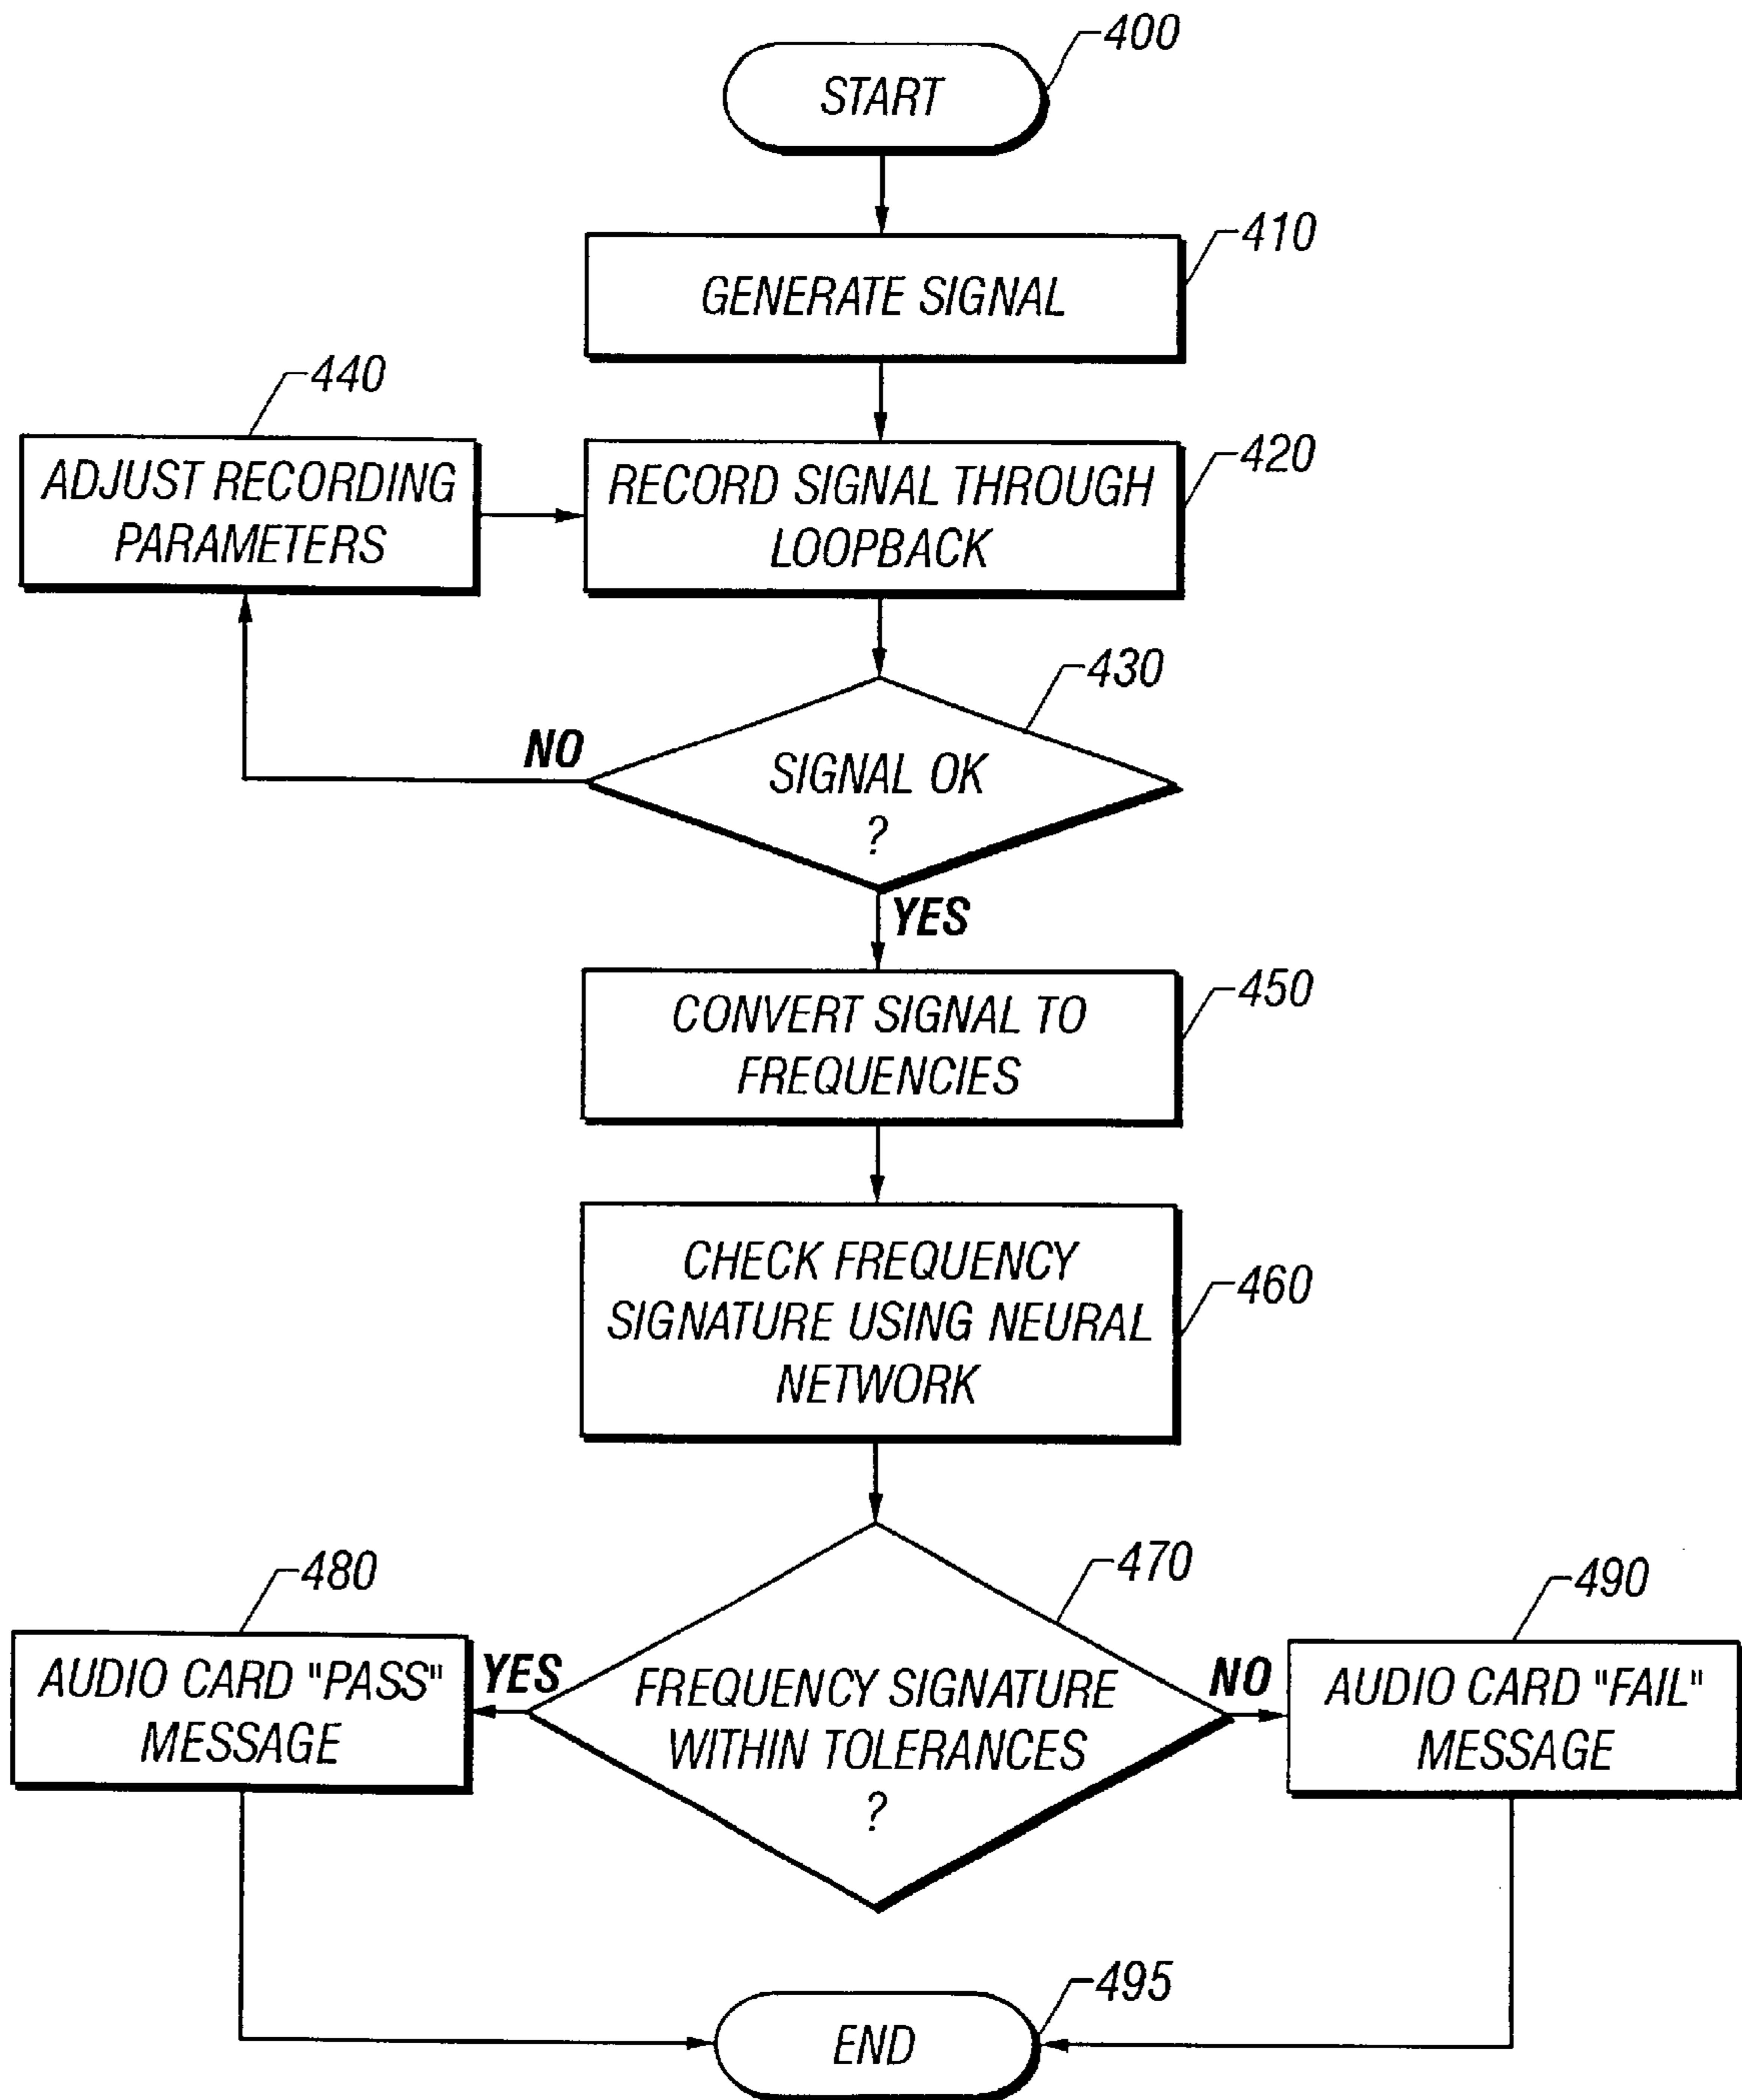 400
START
410
GENERATE SIGNAL
440
ADJUST RECORDING
PARAMETERS
420
RECORD SIGNAL THROUGH
LOOPBACK
430
NO
SIGNAL OK
?
YES
450
CONVERT SIGNAL TO
FREQUENCIES
460
CHECK FREQUENCY
SIGNATURE USING NEURAL
NETWORK
470
480
AUDIO CARD "PASS"
MESSAGE
YES
FREQUENCY SIGNATURE
WITHIN TOLERANCES
?
NO
490
AUDIO CARD "FAIL"
MESSAGE
495
END